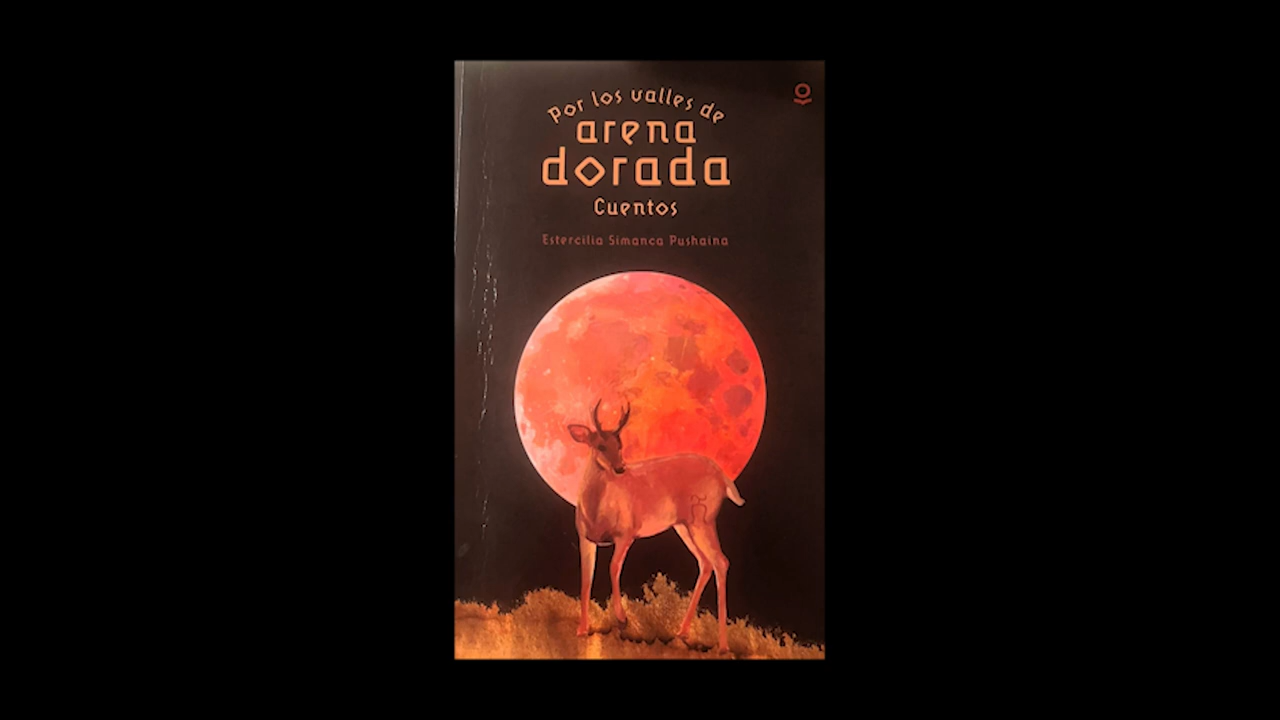 Por los valles de
arena
dorada
Cuentos
Estercilia Simanca Pushaina